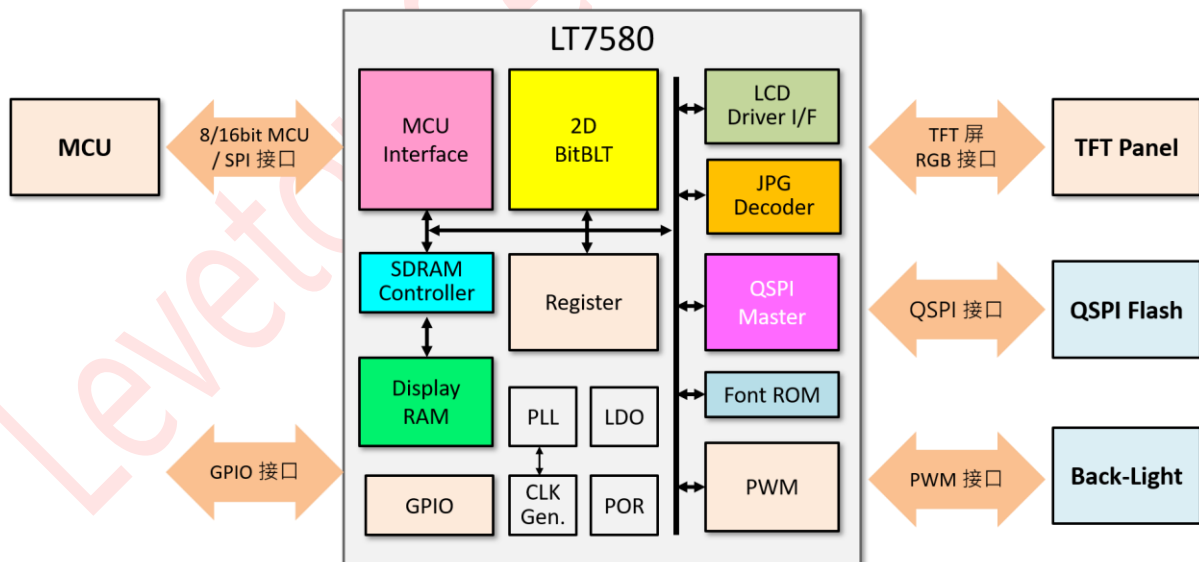 LT7580
MCU
8/16bit MCU
/ SPI 接口
MCU
Interface
2D
BitBLT
LCD
Driver I/F
TFT 屏
RGB 接口
TFT Panel
JPG
Decoder
SDRAM
Controller
Register
QSPI
Master
QSPI 接口
QSPI Flash
Display
RAM
PLL
LDO
Font ROM
GPIO 接口
GPIO
CLK
Gen.
POR
PWM
PWM 接口
Back-Light